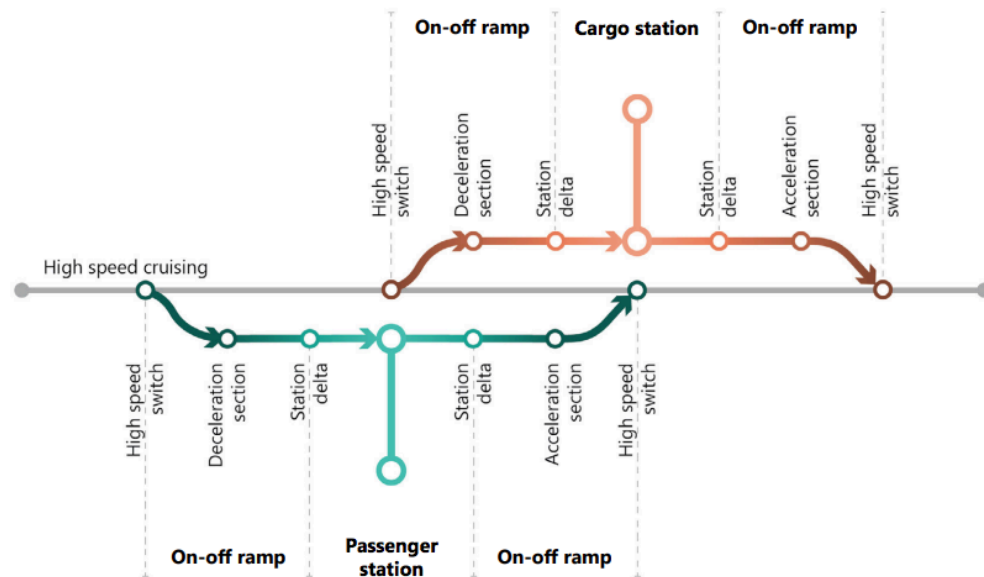 On-off ramp
Cargo station
On-off ramp
High speed
switch
Deceleration
section
Station
delta
Station
delta
Acceleration
section
High speed
switch
High speed cruising
High speed
switch
Deceleration
section
Station
delta
Station
delta
Acceleration
section
High speed
switch
On-off ramp
Passenger
station
On-off ramp